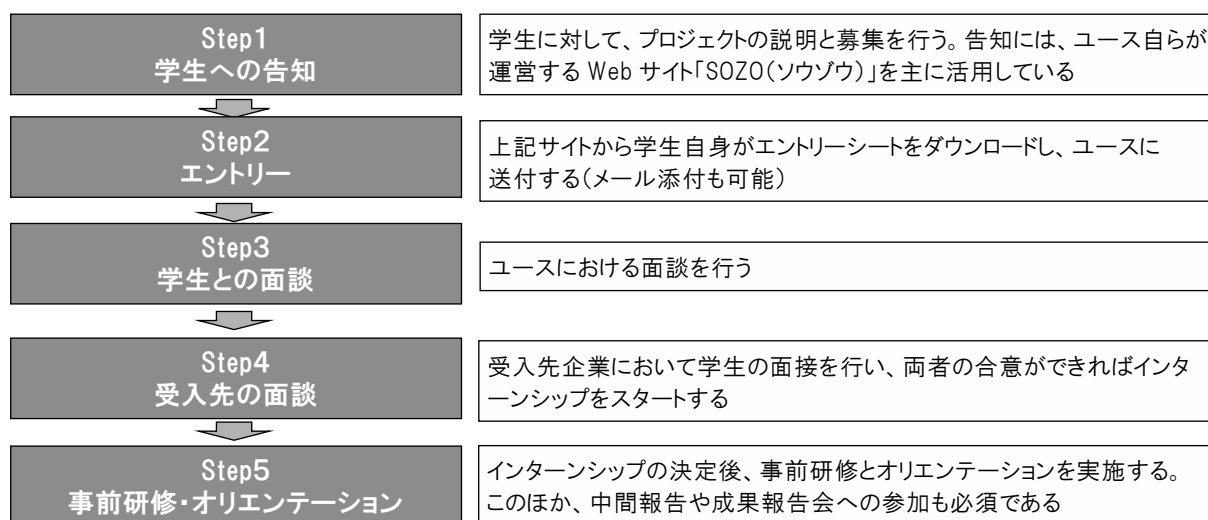 Step1
学生への告知
学生に対して、プロジェクトの説明と募集を行う。告知には、ユース自らが
運営する Web サイト「SOZO(ソウゾウ)」を主に活用している
Step2
エントリー
上記サイトから学生自身がエントリーシートをダウンロードし、ユースに
送付する(メール添付も可能)
Step3
学生との面談
ユースにおける面談を行う
Step4
受入先の面談
受入先企業において学生の面接を行い、両者の合意ができればインタ
ーンシップをスタートする
Step5
事前研修・オリエンテーション
インターンシップの決定後、事前研修とオリエンテーションを実施する。
このほか、中間報告や成果報告会への参加も必須である